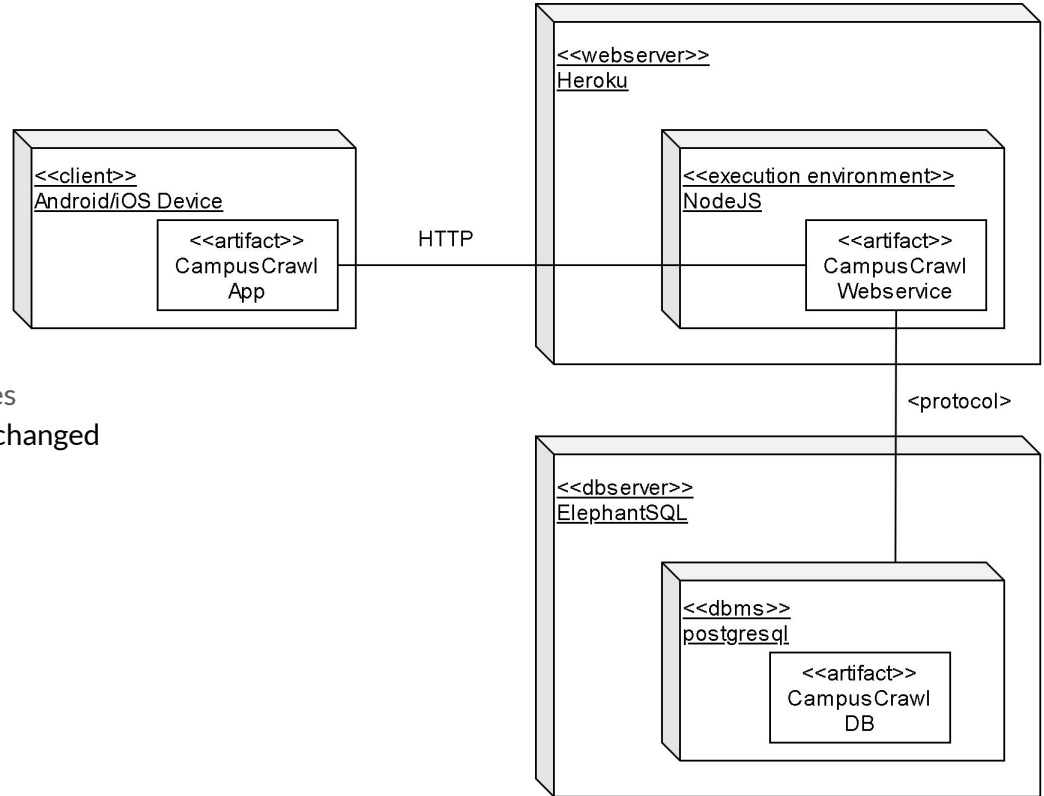 <<webserver>>
Heroku
<<client>>
Android/iOS Device
<<artifact>>
CampusCrawl
App
HTTP
<<execution environment>>
NodeJS
<<artifact>>
CampusCrawl
Webservice
es
changed
<protocol>
<<dbserver>>
ElephantSQL
<<dbms>>
postgresql
<<artifact>>
CampusCrawl
DB